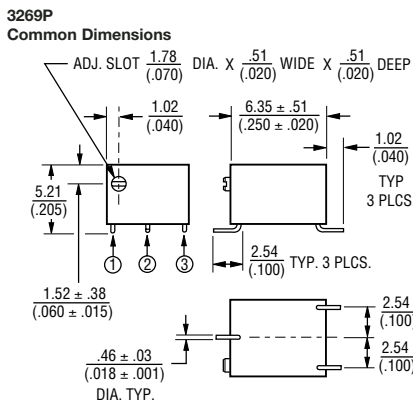 3269P
Common Dimensions
ADJ. SLOT 1.78 (.070) DIA. X .51 (.020) WIDE X .51 (.020) DEEP
1.02
(.040)
6.35 ± .51
(.250 ± .020)
1.02
(.040)
TYP
3 PLCS
5.21
(.205)
1 2 3
2.54
(.100) TYP. 3 PLCS.
1.52 ± .38
(.060 ± .015)
2.54
(.100)
2.54
(.100)
.46 ± .03
(.018 ± .001)
DIA. TYP.